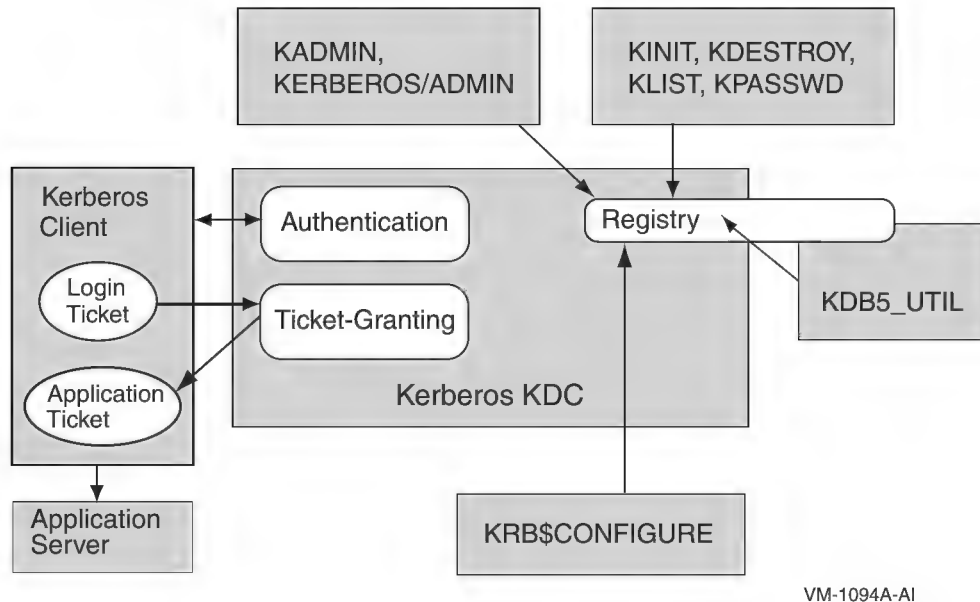 KADMIN,
KERBEROS/ADMIN
KINIT, KDESTROY,
KLIST, KPASSWD
Kerberos
Client
Login
Ticket
Application
Ticket
Authentication
Ticket-Granting
Kerberos KDC
Registry
KDB5_UTIL
Application
Server
KRB$CONFIGURE
VM-1094A-AI